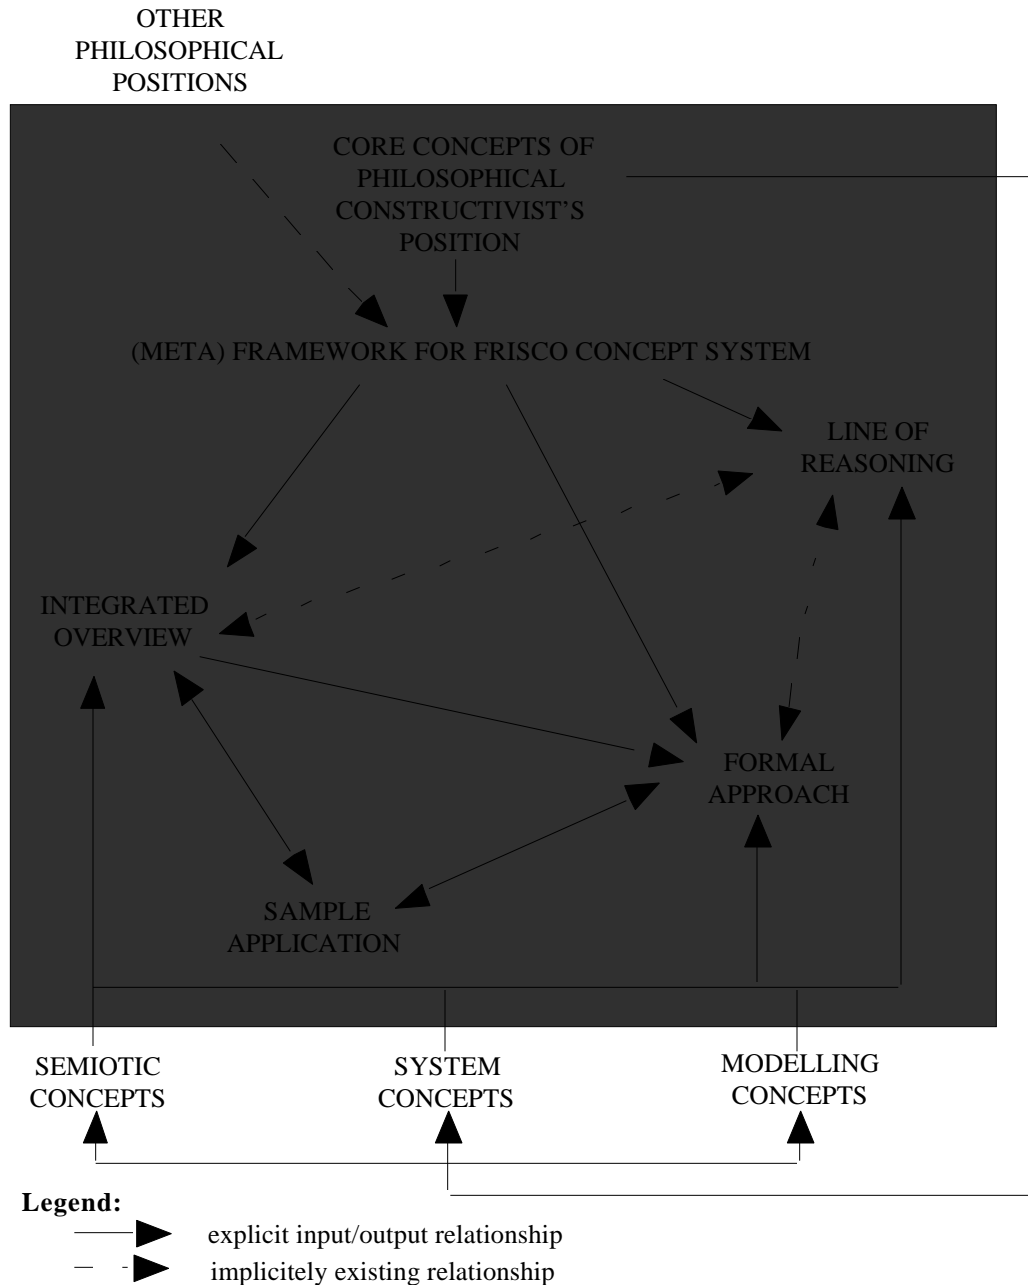 OTHER
PHILOSOPHICAL
POSITIONS
CORE CONCEPTS OF
PHILOSOPHICAL
CONSTRUCTIVIST’S
POSITION
(META) FRAMEWORK FOR FRISCO CONCEPT SYSTEM
LINE OF
REASONING
INTEGRATED
OVERVIEW
FORMAL
APPROACH
SAMPLE
APPLICATION
SEMIOTIC
CONCEPTS
SYSTEM
CONCEPTS
MODELLING
CONCEPTS
Legend:
explicit input/output relationship
implicitely existing relationship